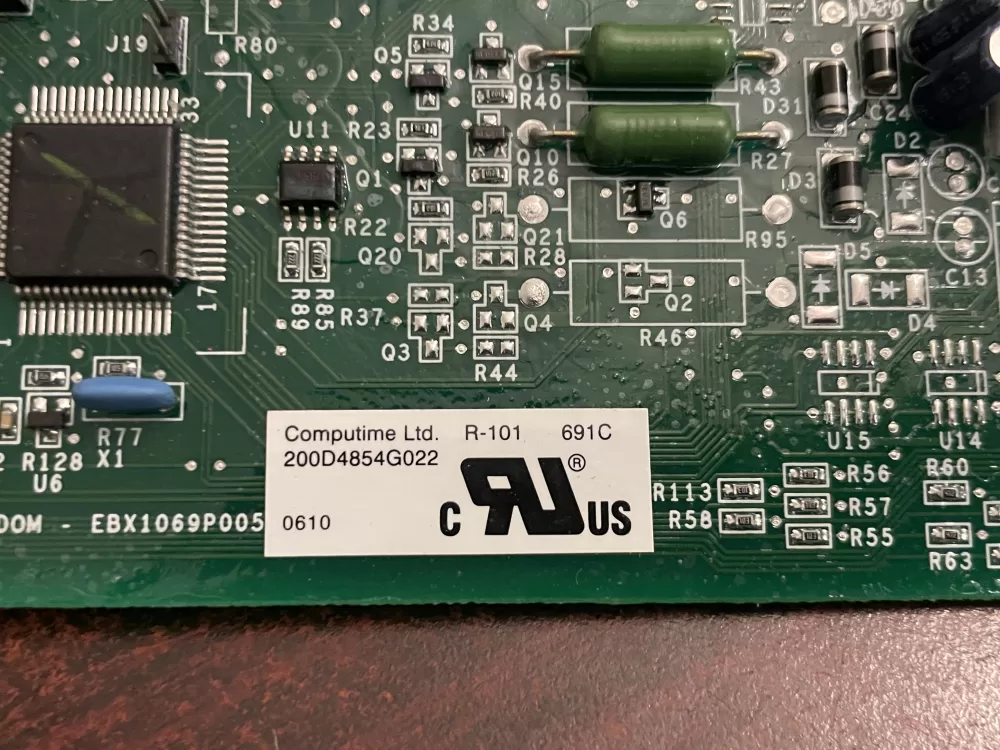 J19
R80
R34
Q5
Q15
R40
R43
D31
C24
33
U11
R23
Q10
R26
R27
D2
D3
Q1
R22
Q6
Q20
Q21
R28
R95
D5
C13
17
R89
R85
R37
Q4
Q2
R46
D4
Q3
R44
U15
U14
R77
X1
R128
U6
DOM - EBX1069P005
Computime Ltd. R-101 691C
200D4854G022
0610
C RU ® US
R113
R58
R56
R57
R55
R60
R63